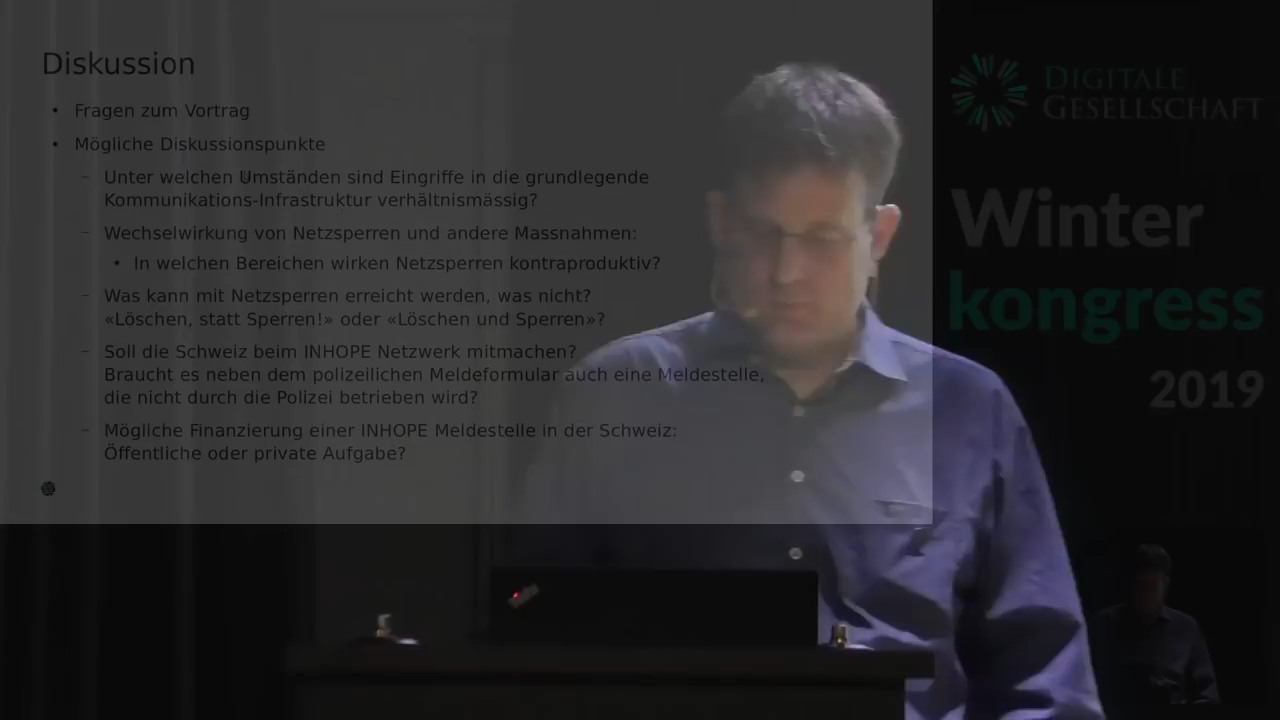 Diskussion
• Fragen zum Vortrag
• Mögliche Diskussionspunkte
– Unter welchen Umständen sind Eingriffe in die grundlegende
Kommunikations-Infrastruktur verhältnismässig?
– Wechselwirkung von Netzsperren und andere Massnahmen:
• In welchen Bereichen wirken Netzsperren kontraproduktiv?
– Was kann mit Netzsperren erreicht werden, was nicht?
«Löschen, statt Sperren!» oder «Löschen und Sperren»?
– Soll die Schweiz beim INHOPE Netzwerk mitmachen?
Braucht es neben dem polizeilichen Meldeformular auch eine Meldestelle,
die nicht durch die Polizei betrieben wird?
– Mögliche Finanzierung einer INHOPE Meldestelle in der Schweiz:
Öffentliche oder private Aufgabe?
DIGITALE
GESELLSCHAFT
Winter
kongress
2019